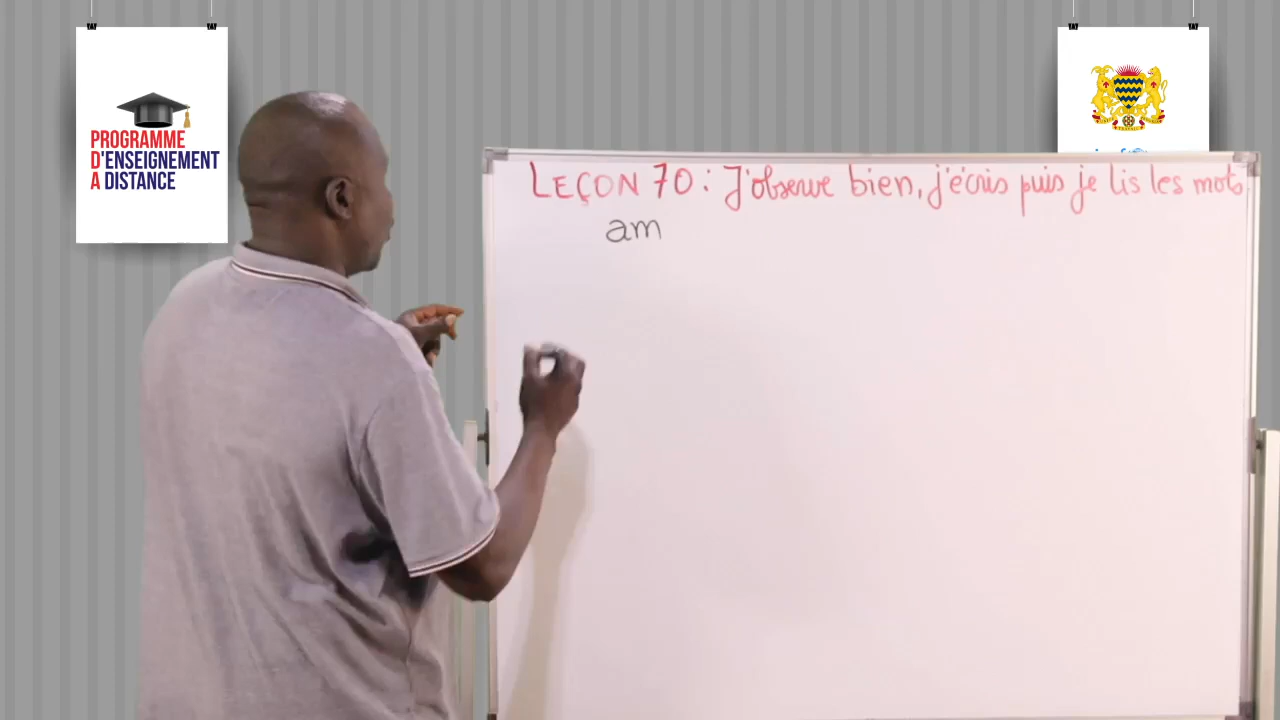 PROGRAMME
D'ENSEIGNEMENT
A DISTANCE
LEÇON 70 : J'observe bien, j'écris puis je lis les mots
am